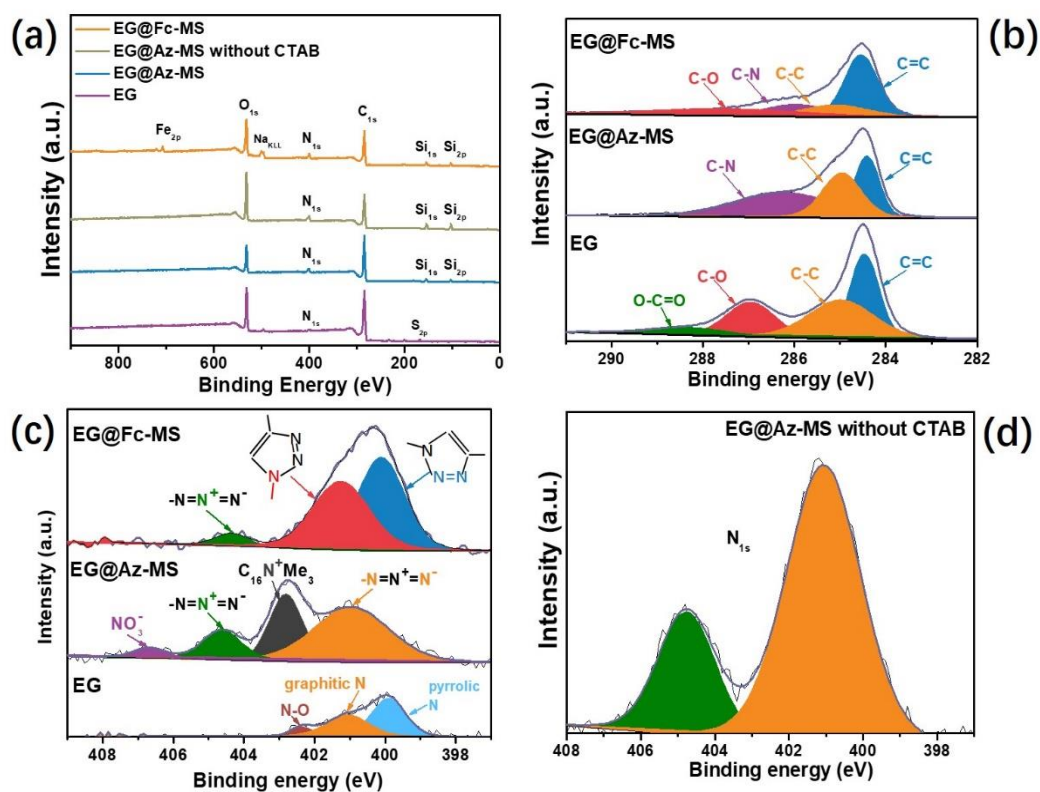 (a)
EG@Fc-MS
EG@Az-MS without CTAB
EG@Az-MS
EG
Fe2p
O1s
NaKLL
N1s
C1s
Si1s
Si2p
N1s
Si1s
Si2p
N1s
Si1s
Si2p
N1s
S2p
Intensity (a.u.)
800 600 400 200 0
Binding Energy (eV)
(b)
EG@Fc-MS
C-O
C-N
C-C
C=C
EG@Az-MS
C-N
C-C
C=C
EG
O-C=O
C-O
C-C
C=C
Intensity (a.u.)
290 288 286 284 282
Binding energy (eV)
(c)
EG@Fc-MS
-N=N+=N-
N
N
N
N
N=N
EG@Az-MS
NO3-
-N=N+=N-
C16N+Me3
-N=N+=N-
EG
N-O
graphitic N
pyrrolic
N
Intensity (a.u.)
408 406 404 402 400 398
Binding energy (eV)
(d)
EG@Az-MS without CTAB
N1s
Intensity (a.u.)
408 406 404 402 400 398
Binding energy (eV)